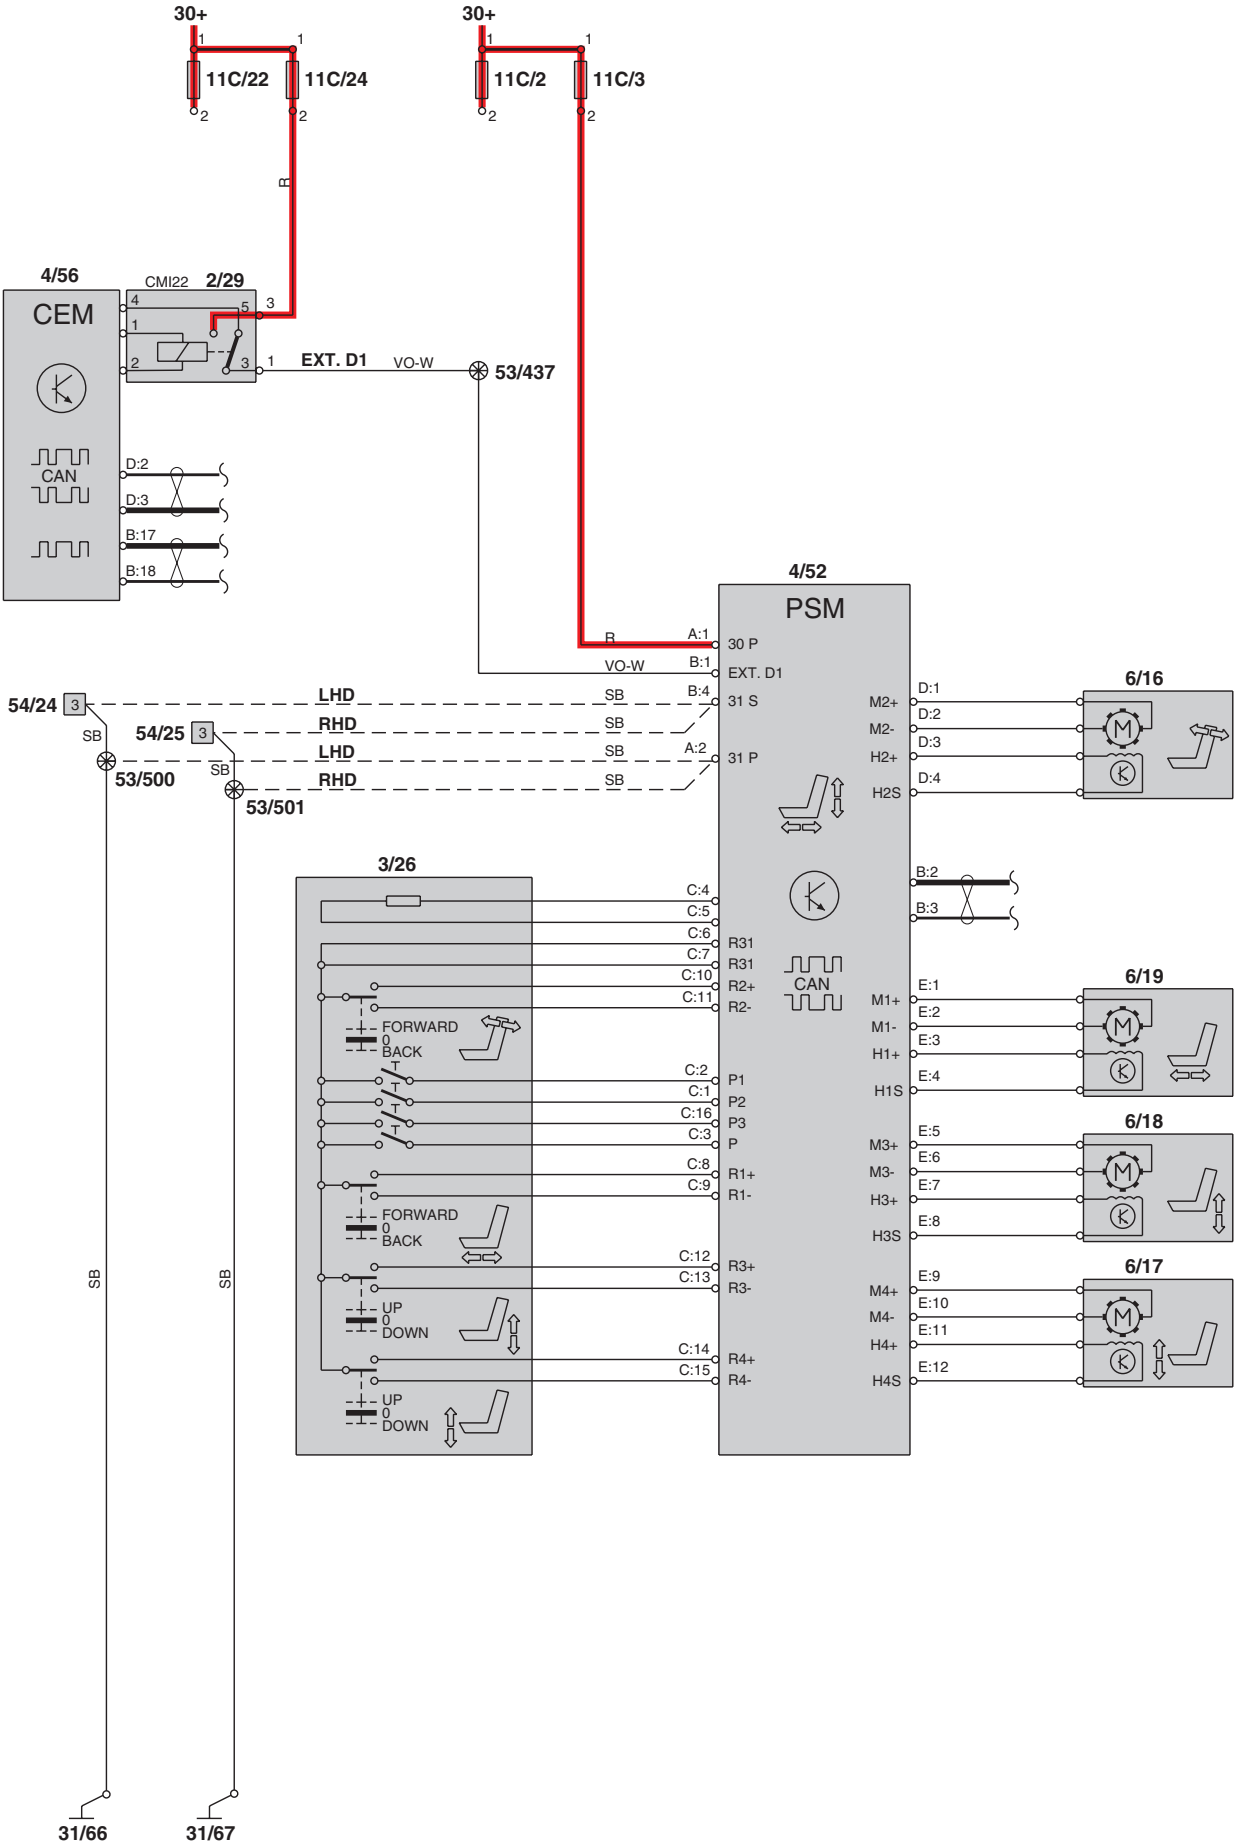 30+ 30+
1 1 1 1
11C/22 11C/24 11C/2 11C/3
2 2 2 2
R
4/56
CMI22 2/29
CEM
4 5 3
1
2 3 1 EXT. D1 VO-W 53/437
D:2
CAN
D:3
B:17
B:18
4/52
PSM
R A:1 30 P
VO-W B:1 EXT. D1
54/24 3 LHD SB B:4 31 S
54/25 3 RHD SB
SB LHD SB A:2 31 P
53/500 SB RHD SB
53/501
M2+ D:1 6/16
M2- D:2 M
H2+ D:3
H2S D:4
3/26
B:2
B:3
C:4
C:5
C:6 R31
C:7 R31
C:10 R2+
C:11 R2-
CAN
FORWARD
0
BACK
M1+ E:1 6/19
M1- E:2 M
H1+ E:3
H1S E:4
C:2 P1
C:1 P2
C:16 P3
C:3 P
C:8 R1+
C:9 R1-
FORWARD
0
BACK
M3+ E:5 6/18
M3- E:6 M
H3+ E:7
H3S E:8
C:12 R3+
C:13 R3-
UP
0
DOWN
M4+ E:9 6/17
M4- E:10 M
H4+ E:11
H4S E:12
C:14 R4+
C:15 R4-
UP
0
DOWN
SB SB
31/66 31/67